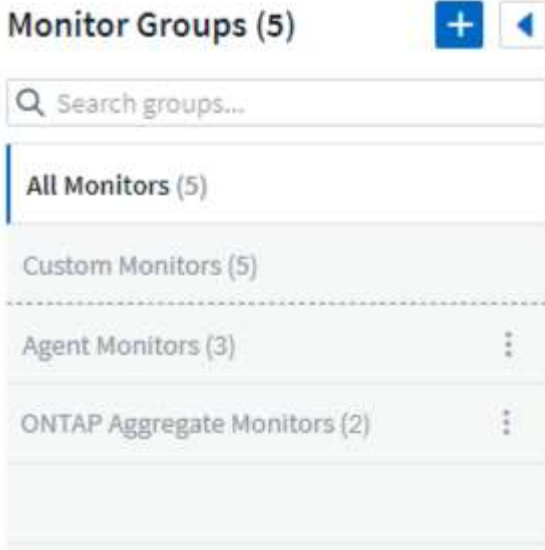 Monitor Groups (5)
Search groups...
All Monitors (5)
Custom Monitors (5)
Agent Monitors (3)
ONTAP Aggregate Monitors (2)